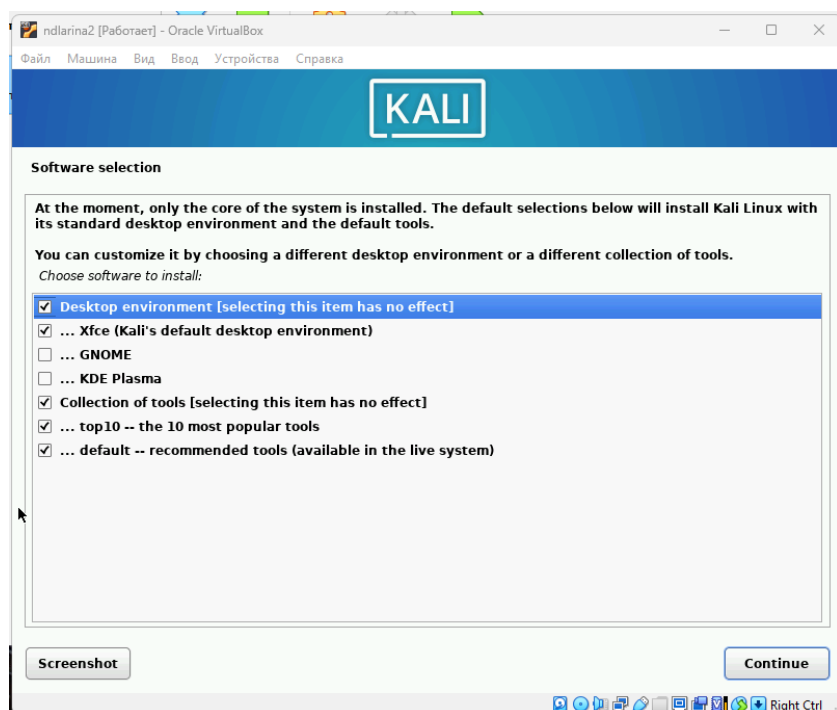 ndlarina2 [Работает] - Oracle VirtualBox
Файл Машина Вид Ввод Устройства Справка
KALI
Software selection
At the moment, only the core of the system is installed. The default selections below will install Kali Linux with
its standard desktop environment and the default tools.
You can customize it by choosing a different desktop environment or a different collection of tools.
Choose software to install:
Desktop environment [selecting this item has no effect]
... Xfce (Kali's default desktop environment)
... GNOME
... KDE Plasma
Collection of tools [selecting this item has no effect]
... top10 -- the 10 most popular tools
... default -- recommended tools (available in the live system)
Screenshot
Continue
Right Ctrl